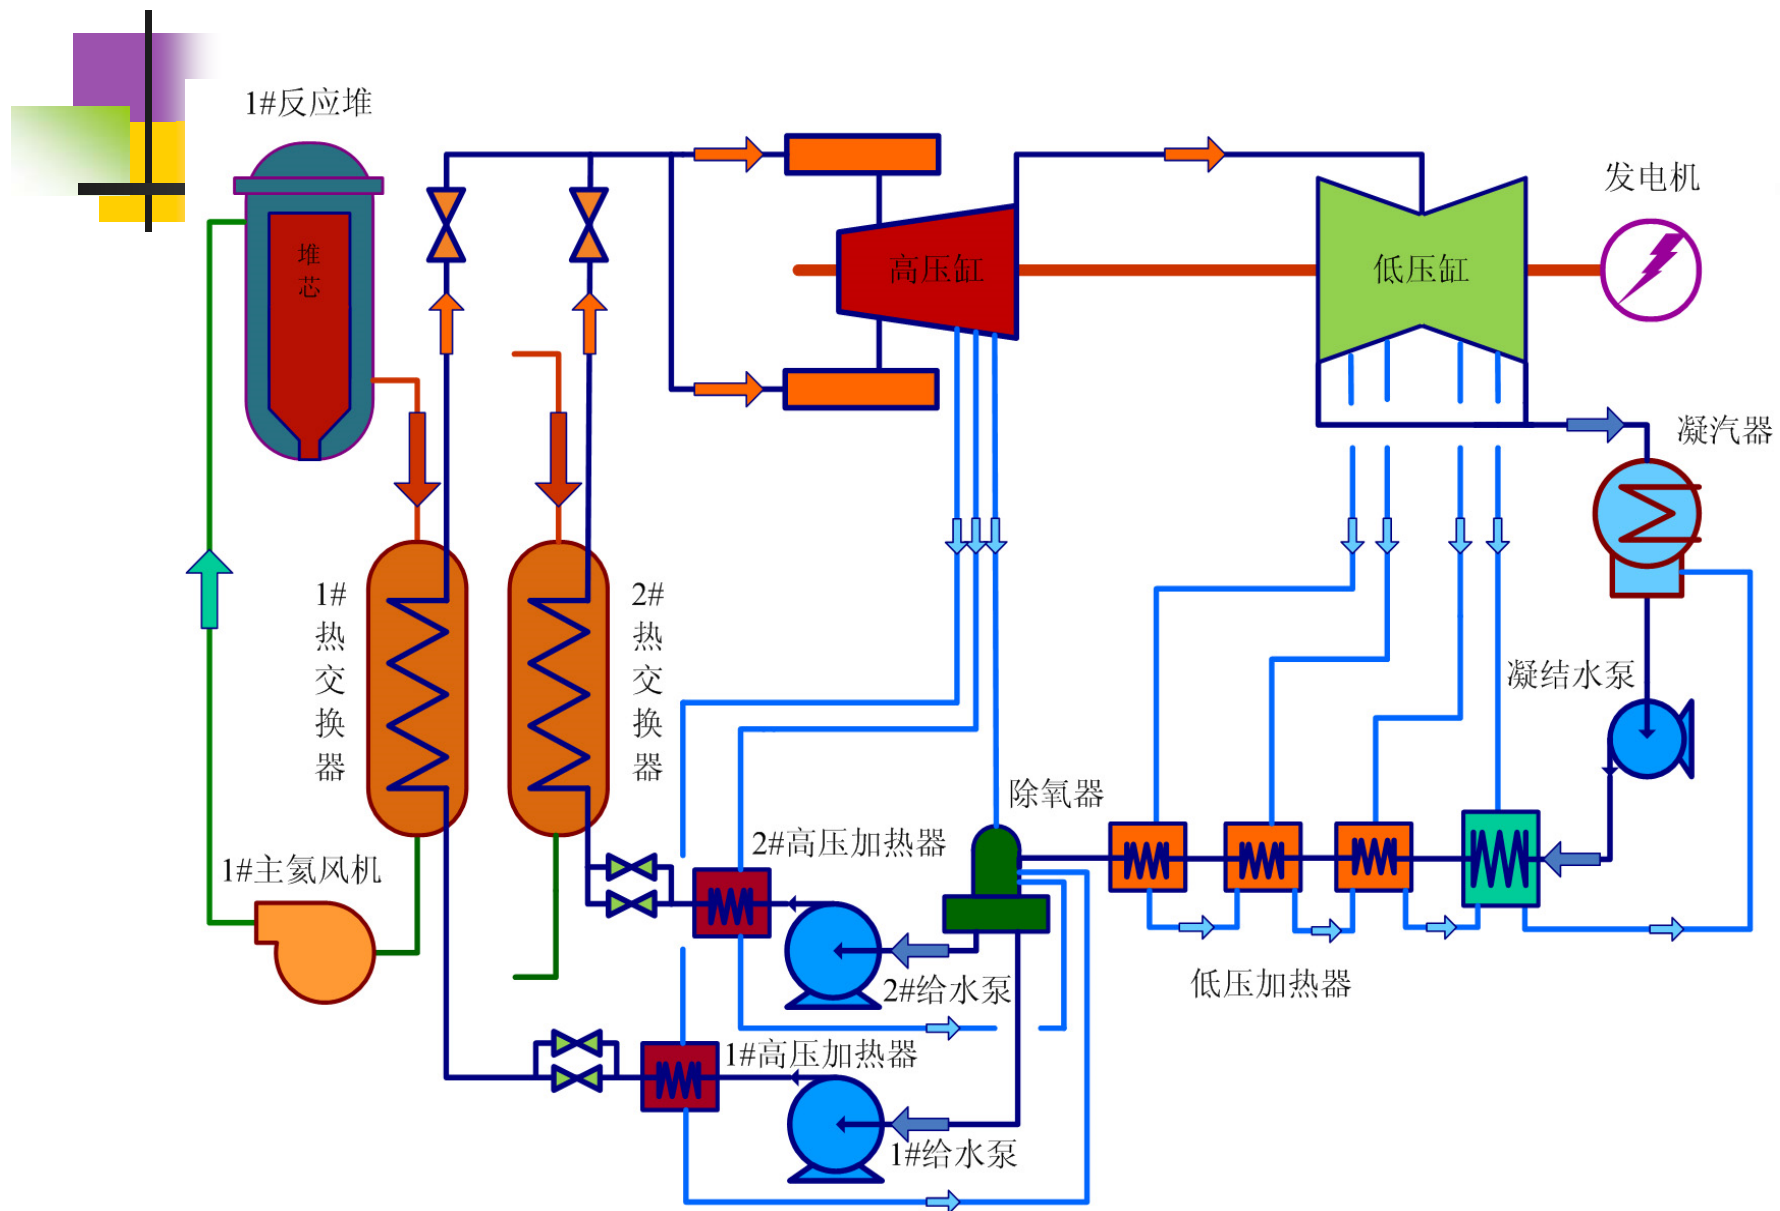 1#反应堆
堆
芯
高压缸
低压缸
发电机
凝汽器
1#
热
交
换
器
2#
热
交
换
器
凝结水泵
除氧器
2#高压加热器
1#主氦风机
低压加热器
2#给水泵
1#高压加热器
1#给水泵